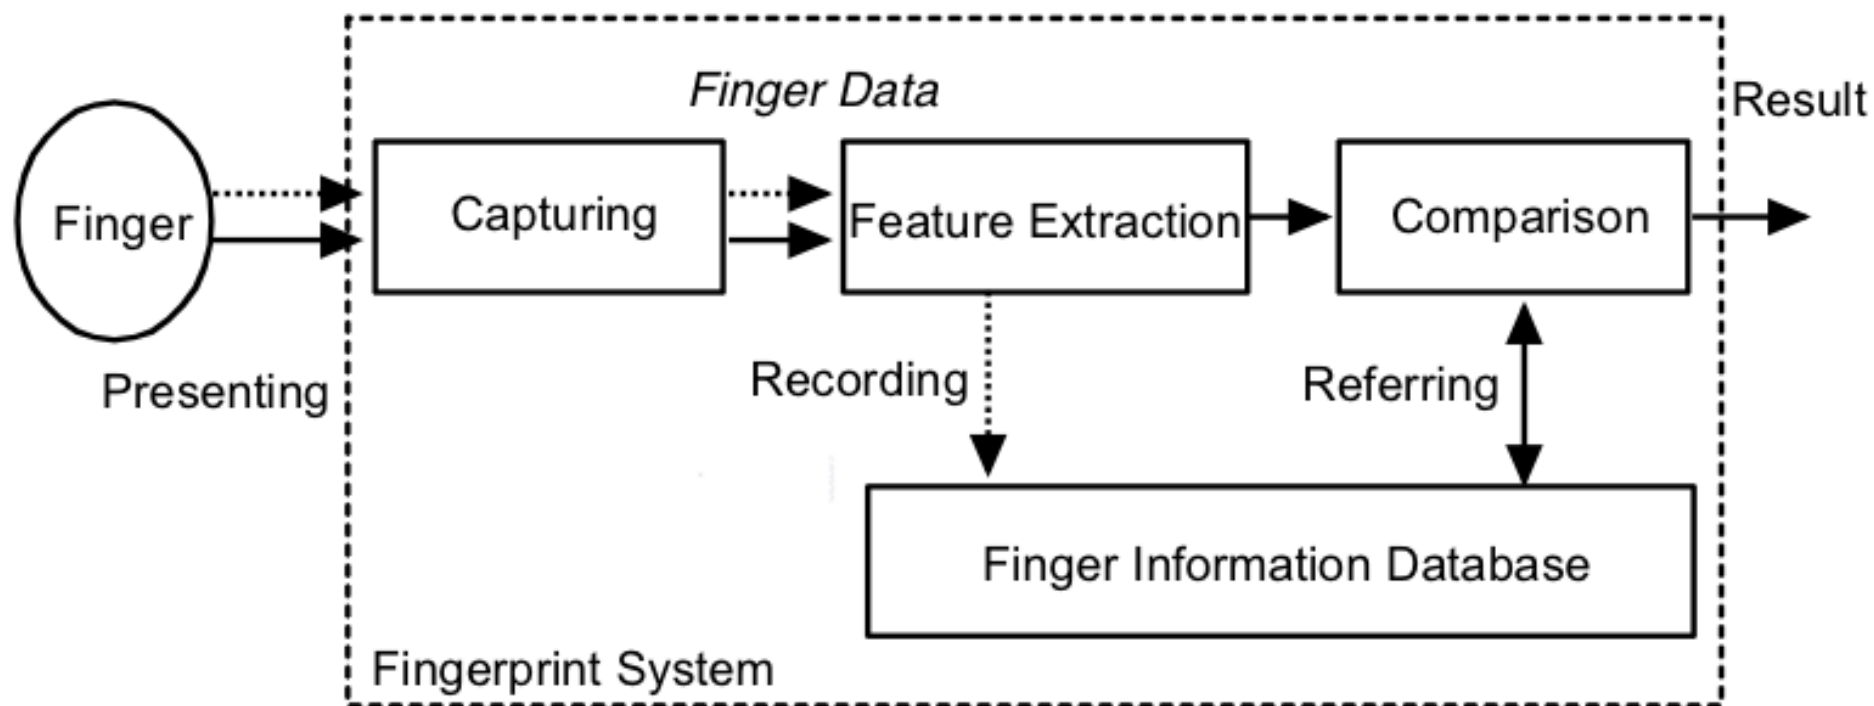 Finger Data
Result
Finger
Capturing
Feature Extraction
Comparison
Presenting
Recording
Referring
Finger Information Database
Fingerprint System